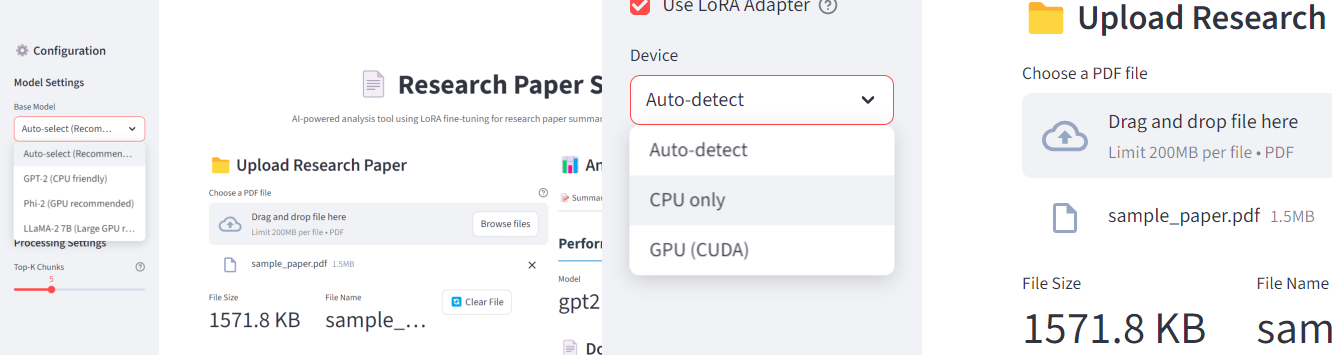 Configuration
Model Settings
Base Model
Auto-select (Recom...
Auto-select (Recommen...
GPT-2 (CPU friendly)
Phi-2 (GPU recommended)
LLaMA-2 7B (Large GPU r...
Processing Settings
Top-K Chunks
5
Research Paper S
AI-powered analysis tool using LoRA fine-tuning for research paper summa
Upload Research Paper
Choose a PDF file
Drag and drop file here
Limit 200MB per file • PDF
Browse files
sample_paper.pdf 1.5MB
File Size
1571.8 KB
File Name
sample_...
Clear File
An
Summa
Perfor
Model
gpt2
Do
Use LoRA Adapter
Device
Auto-detect
Auto-detect
CPU only
GPU (CUDA)
Upload Research
Choose a PDF file
Drag and drop file here
Limit 200MB per file • PDF
sample_paper.pdf 1.5MB
File Size
1571.8 KB
File Name
sam